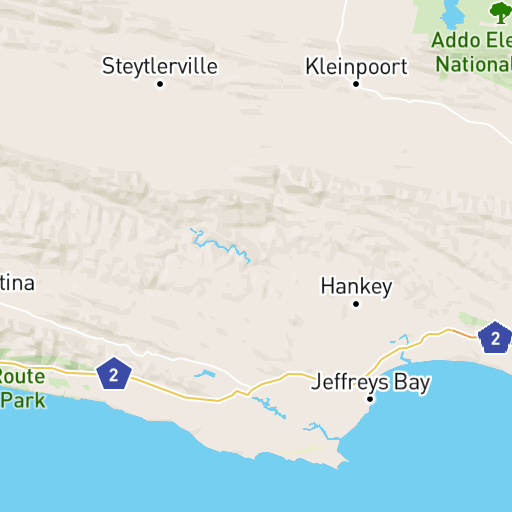 Addo Ele
National
Steytlerville
Kleinpoort
tina
Hankey
2
2
Route
Park
Jeffreys Bay